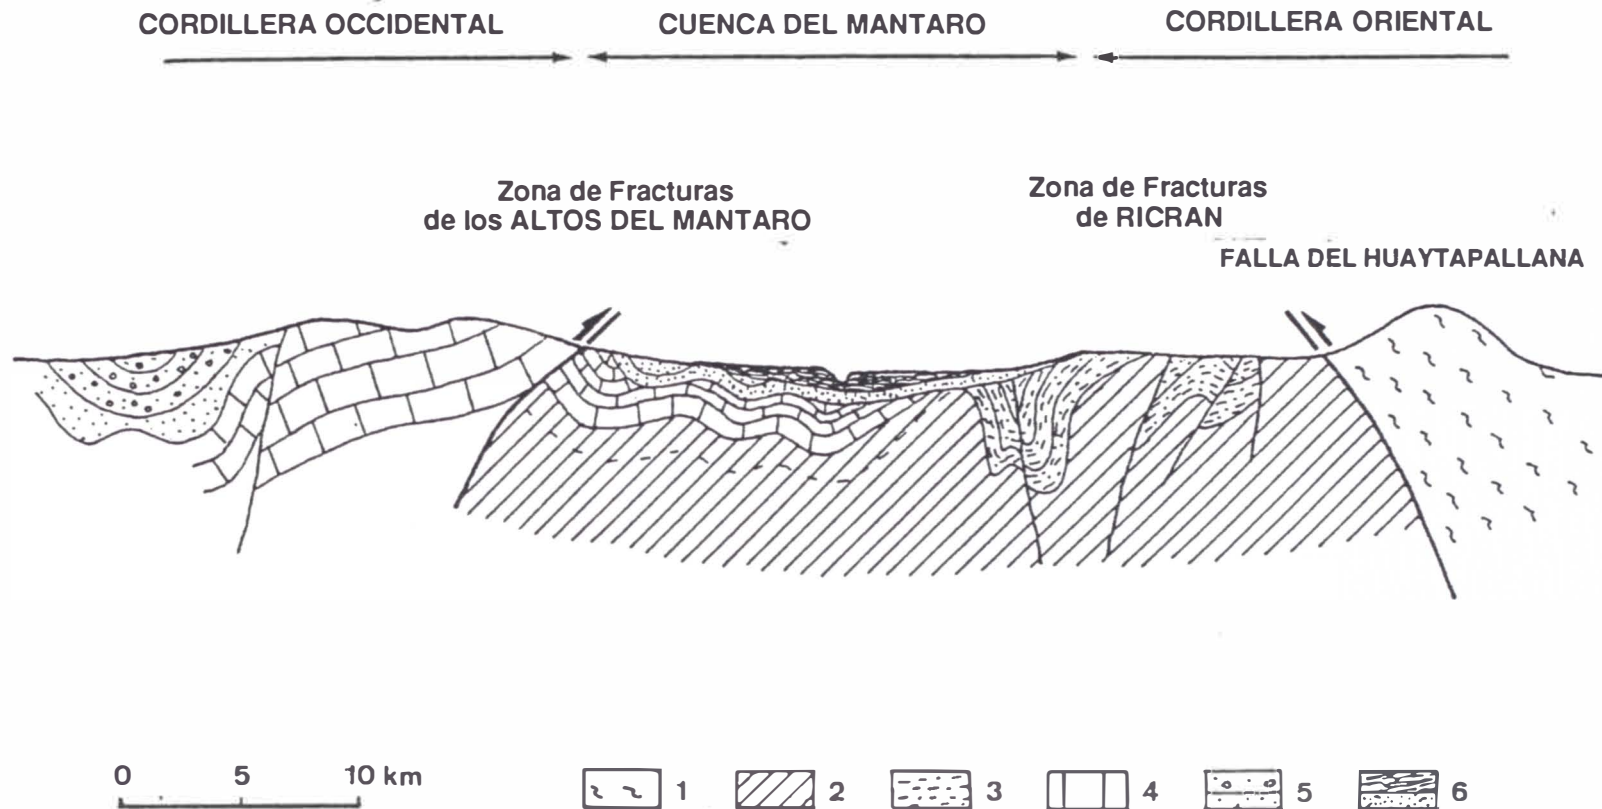 CORDILLERA OCCIDENTAL
CUENCA DEL MANTARO
CORDILLERA ORIENTAL
Zona de Fracturas
de los ALTOS DEL MANTARO
Zona de Fracturas
de RICRAN
FALLA DEL HUAYTAPALLANA
0 5 10 km
1 2 3 4 5 6